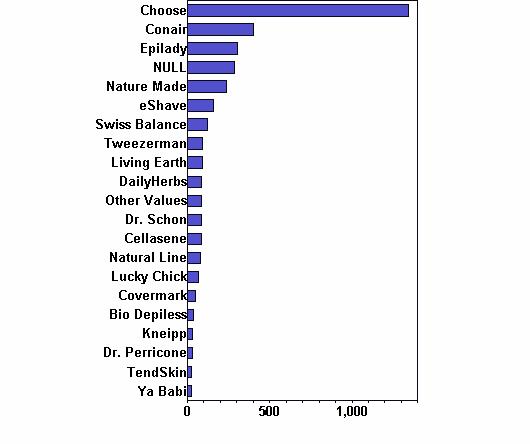 Choose
Conair
Epilady
NULL
Nature Made
eShave
Swiss Balance
Tweezerman
Living Earth
DailyHerbs
Other Values
Dr. Schon
Cellasene
Natural Line
Lucky Chick
Covermark
Bio Depiless
Kneipp
Dr. Perricone
TendSkin
Ya Babi
0 500 1,000